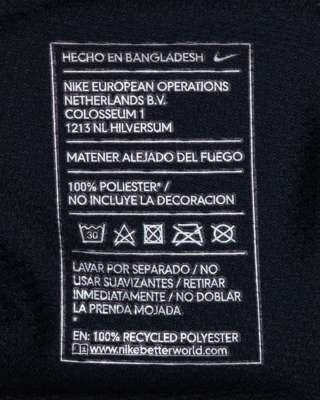 HECHO EN BANGLADESH
NIKE EUROPEAN OPERATIONS
NETHERLANDS B.V.
COLOSSEUM 1
1213 NL HILVERSUM
MATENER ALEJADO DEL FUEGO
100% POLIESTER*/
NO INCLUYE LA DECORACION
30
LAVAR POR SEPARADO / NO
USAR SUAVIZANTES / RETIRAR
INMEDIATAMENTE / NO DOBLAR
LA PRENDA MOJADA
*
EN: 100% RECYCLED POLYESTER
www.nikebetterworld.com